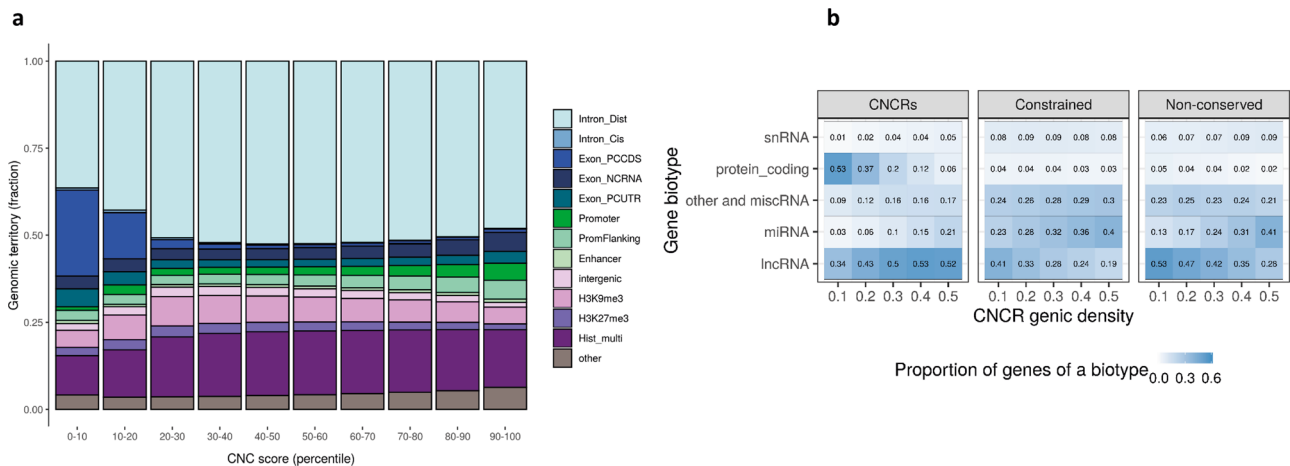 a
b
Genomic territory (fraction)
1.00
0.75
0.50
0.25
0.00
0-10 10-20 20-30 30-40 40-50 50-60 60-70 70-80 80-90 90-100
CNC score (percentile)
Intron_Dist
Intron_Cis
Exon_PCCDS
Exon_NCRNA
Exon_PCUTR
Promoter
PromFlanking
Enhancer
intergenic
H3K9me3
H3K27me3
Hist_multi
other
Gene biotype
CNCRs Constrained Non-conserved
snRNA 0.01 0.02 0.04 0.04 0.05 0.08 0.09 0.09 0.08 0.08 0.06 0.07 0.07 0.09 0.09
protein_coding 0.53 0.37 0.2 0.12 0.06 0.04 0.04 0.04 0.03 0.03 0.05 0.04 0.04 0.02 0.02
other and miscRNA 0.09 0.12 0.16 0.16 0.17 0.24 0.26 0.28 0.29 0.3 0.23 0.25 0.23 0.24 0.21
miRNA 0.03 0.06 0.1 0.15 0.21 0.23 0.28 0.32 0.36 0.4 0.13 0.17 0.24 0.31 0.41
lncRNA 0.34 0.43 0.5 0.53 0.52 0.41 0.33 0.28 0.24 0.19 0.53 0.47 0.42 0.35 0.28
0.1 0.2 0.3 0.4 0.5 0.1 0.2 0.3 0.4 0.5 0.1 0.2 0.3 0.4 0.5
CNCR genic density
Proportion of genes of a biotype
0.0 0.3 0.6